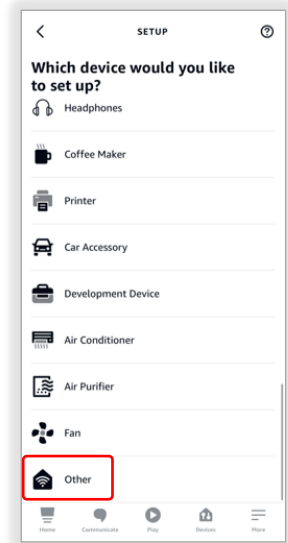 SETUP
Which device would you like
to set up?
Headphones
Coffee Maker
Printer
Car Accessory
Development Device
Air Conditioner
Air Purifier
Fan
Other
Home Communicate Play Devices More